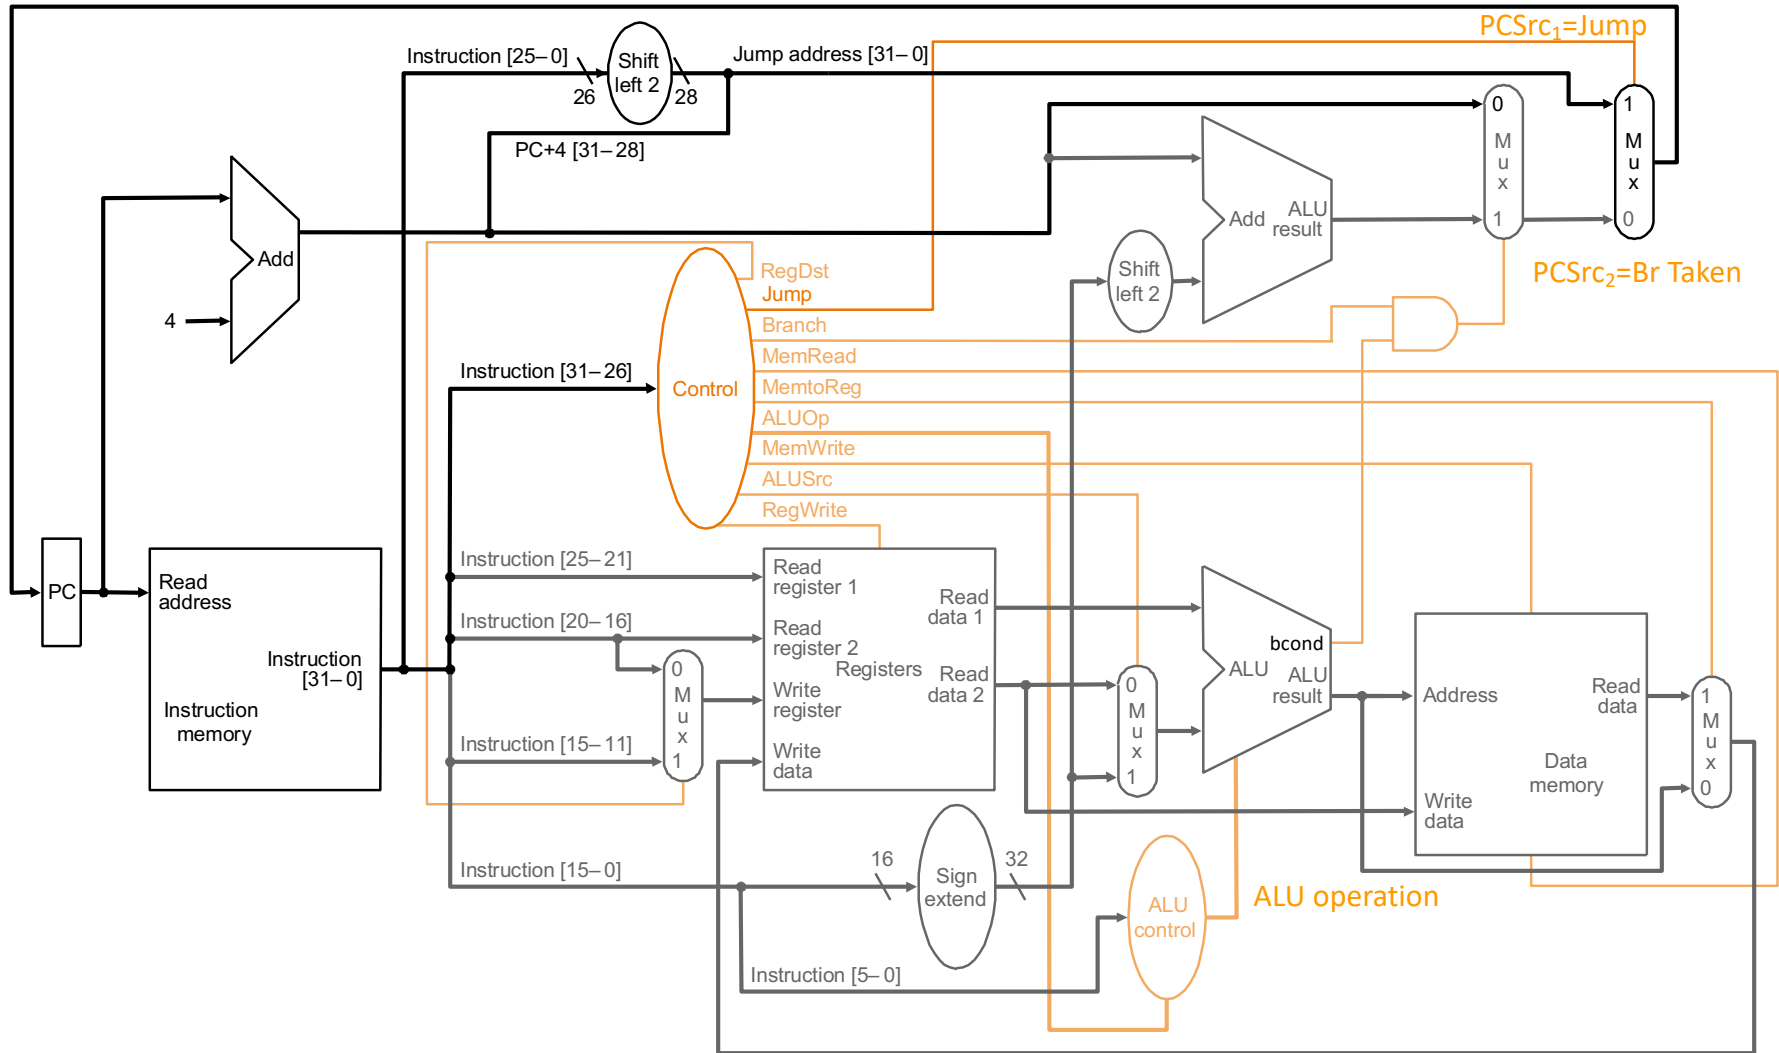 PCSrc1=Jump
Instruction [25–0]
Shift
left 2
Jump address [31–0]
26
28
PC+4 [31–28]
0
M
u
x
1
1
M
u
x
0
Add
ALU
result
Add
4
Shift
left 2
PCSrc2=Br Taken
RegDst
Jump
Branch
MemRead
MemtoReg
ALUOp
MemWrite
ALUSrc
RegWrite
Instruction [31–26]
Control
PC
Read
address
Instruction
[31–0]
Instruction
memory
Instruction [25–21]
Instruction [20–16]
Instruction [15–11]
0
M
u
x
1
Read
register 1
Read
register 2
Registers
Write
register
Write
data
Read
data 1
Read
data 2
0
M
u
x
1
bcond
ALU
ALU
result
Address
Read
data
Data
memory
Write
data
1
M
u
x
0
Instruction [15–0]
16
Sign
extend
32
ALU
control
ALU operation
Instruction [5–0]